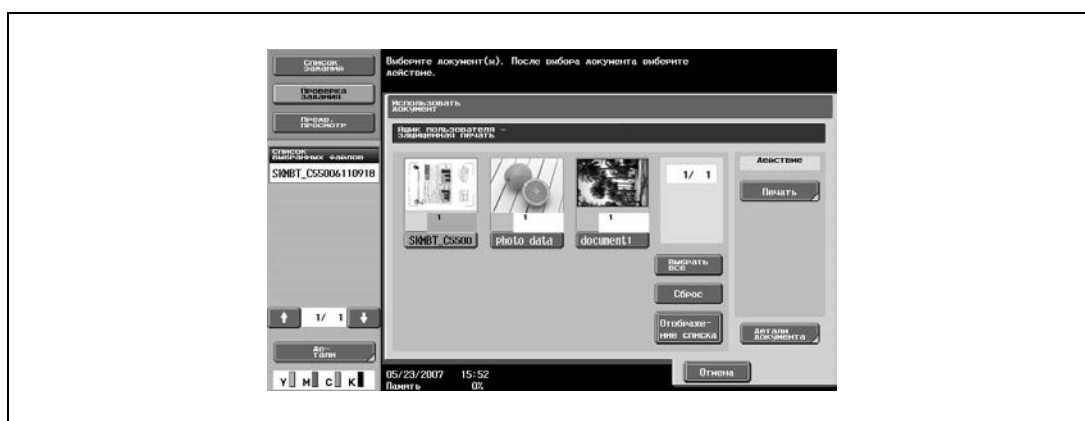 Список
задания
Проверка
задания
Предв.
просмотр
Список
выбранных файлов
SKMBT_C55006110918
1/ 1
Де-
тали
Y M C K
Выберите документ(ы). После выбора документа выберите
действие.
Использовать
документ
Ящик пользователя –
защищенная печать
1
SKMBT_C5500
1
photo data
1
document1
1/ 1
Выбрать
все
Сброс
Отображе-
ние списка
Действие
Печать
Детали
документа
05/23/2007 15:52
Память 0%
Отмена